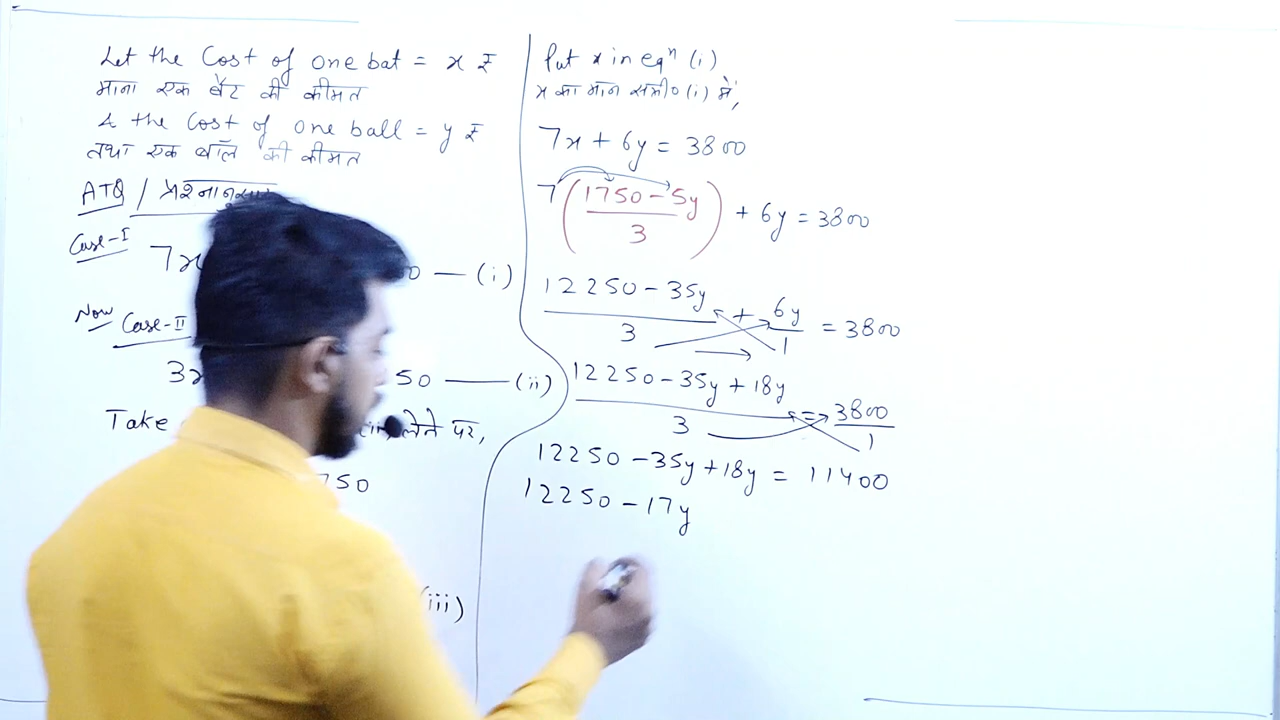 Let the Cost of one bat = x ₹
माना एक बैट की कीमत
& the Cost of one ball = y ₹
तथा एक बॉल की कीमत
ATQ / प्रश्नानुसार
Case-I 7x 0 — (i)
Now Case-II
3x 50 — (ii)
Take लेते पर,
750
(iii)
Put x in eqⁿ (i)
x का मान समी० (i) में,
7x + 6y = 3800
7(1750 - 5y / 3) + 6y = 3800
12250 - 35y / 3 + 6y / 1 = 3800
12250 - 35y + 18y / 3 = 3800 / 1
12250 - 35y + 18y = 11400
12250 - 17y